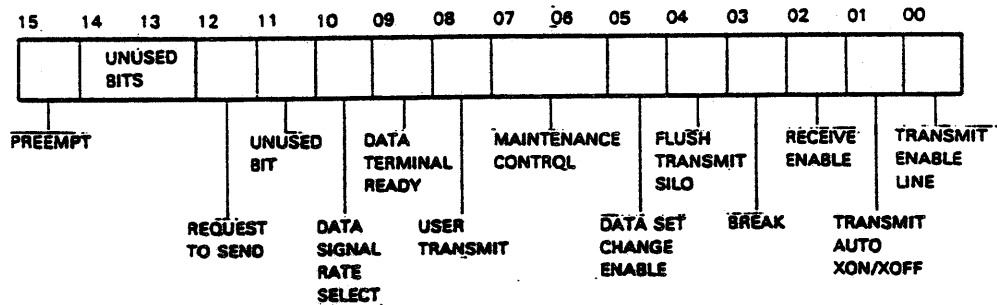 15 14 13 12 11 10 09 08 07 06 05 04 03 02 01 00
UNUSED
BITS
PREEMPT
UNUSED
BIT
DATA
TERMINAL
READY
MAINTENANCE
CONTROL
FLUSH
TRANSMIT
SILO
RECEIVE
ENABLE
TRANSMIT
ENABLE
LINE
REQUEST
TO SEND
DATA
SIGNAL
RATE
SELECT
USER
TRANSMIT
DATA SET
CHANGE
ENABLE
BREAK
TRANSMIT
AUTO
XON/XOFF